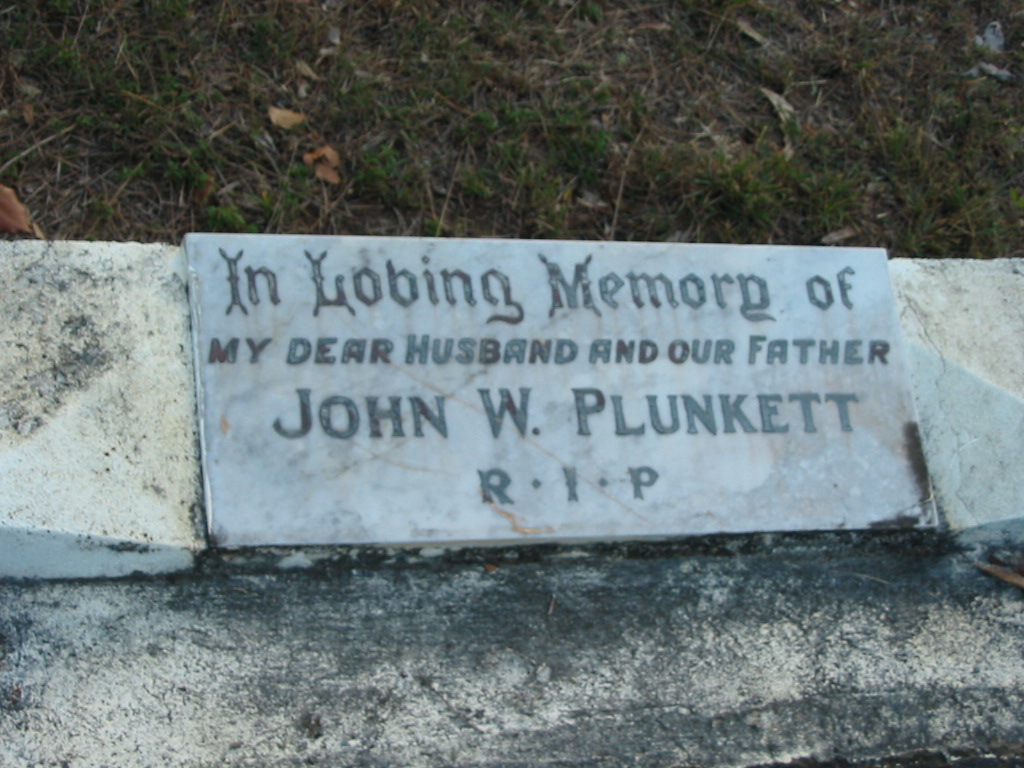 In Loving Memory of
MY DEAR HUSBAND AND OUR FATHER
JOHN W. PLUNKETT
R · I · P